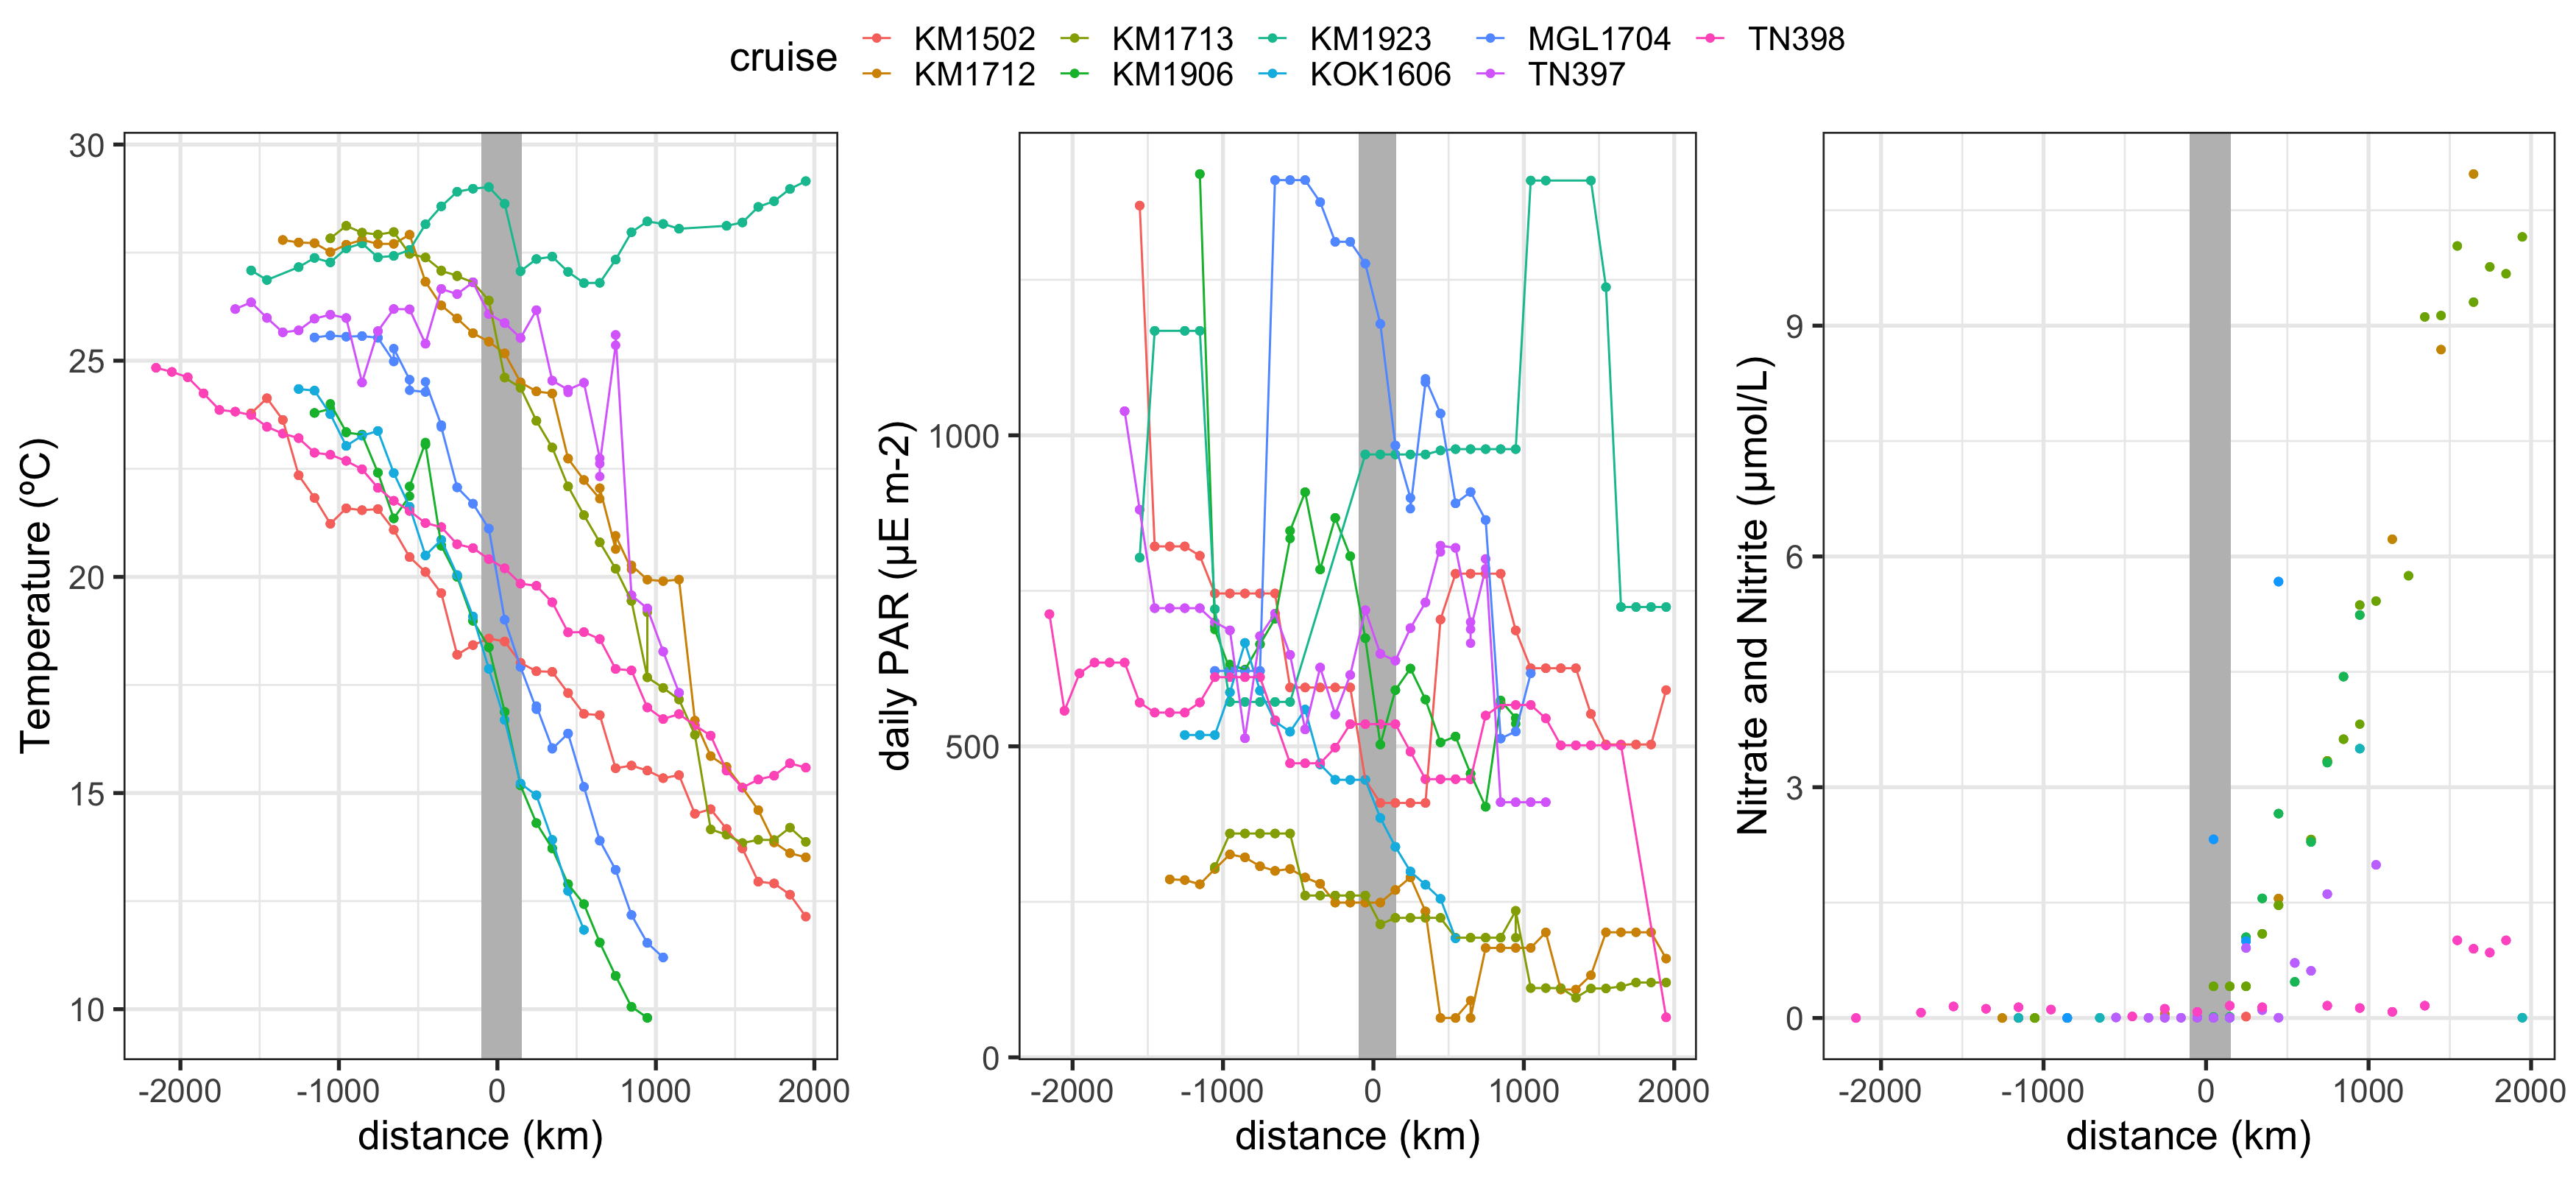 cruise
KM1502 KM1713 KM1923 MGL1704 TN398
KM1712 KM1906 KOK1606 TN397
Temperature (ºC)
30
25
20
15
10
-2000 -1000 0 1000 2000
distance (km)
daily PAR (µE m-2)
1000
500
0
-2000 -1000 0 1000 2000
distance (km)
Nitrate and Nitrite (µmol/L)
9
6
3
0
-2000 -1000 0 1000 2000
distance (km)